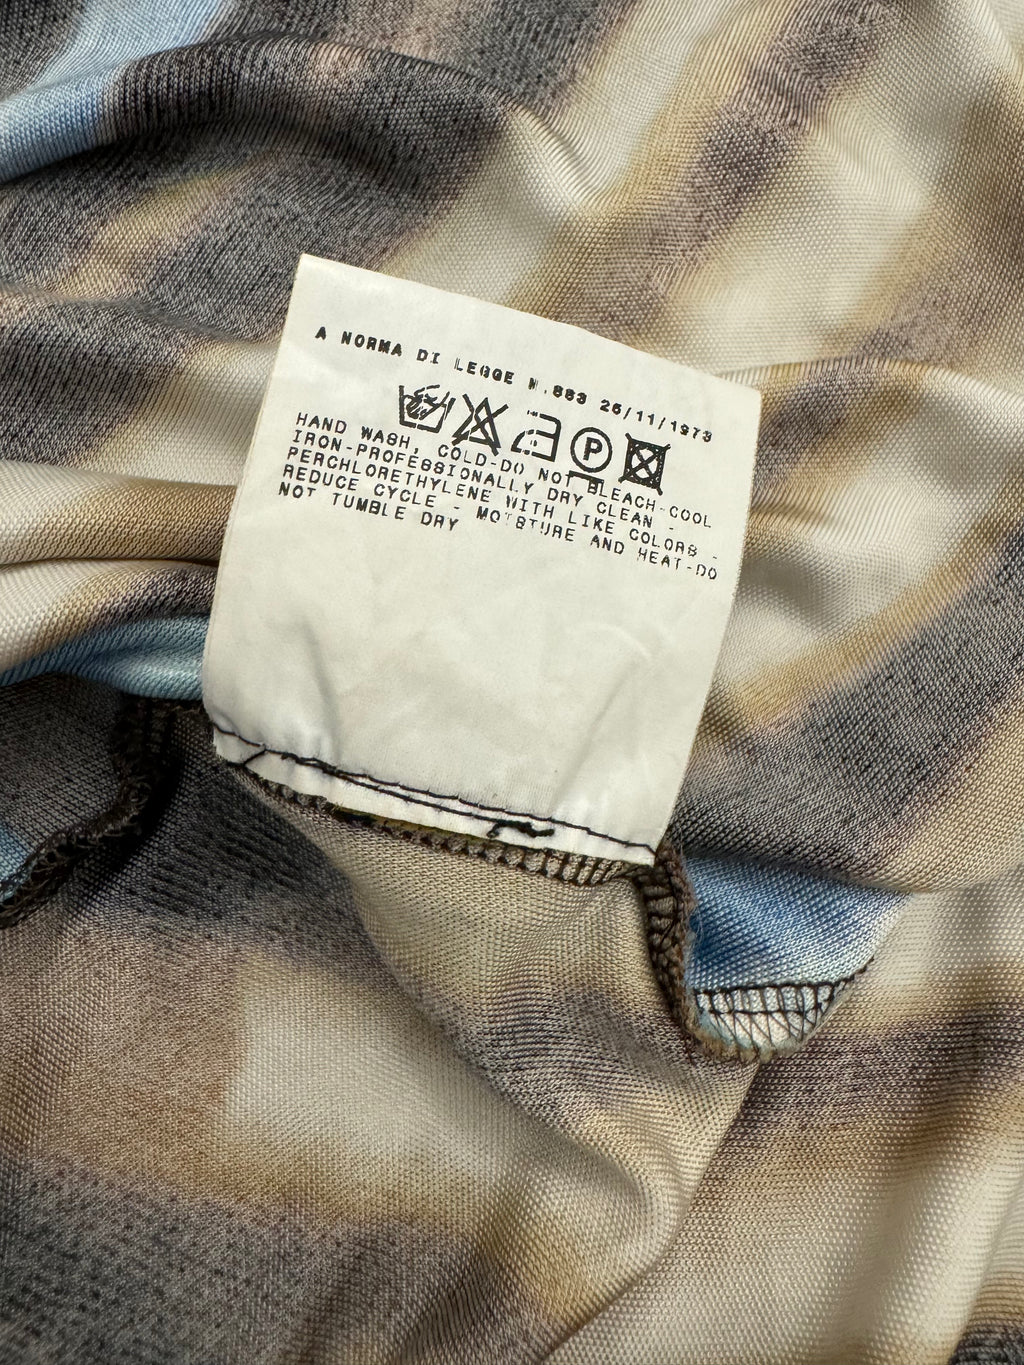 A NORMA DI LEGGE N.883 26/11/1973
P
HAND WASH, COLD-DO NOT BLEACH-COOL
IRON-PROFESSIONALLY DRY CLEAN -
PERCHLORETHYLENE WITH LIKE COLORS -
REDUCE CYCLE - MOTSTURE AND HEAT-DO
NOT TUMBLE DRY